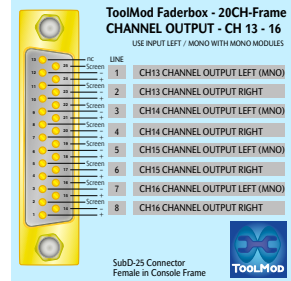 ToolMod Faderbox - 20CH-Frame
CHANNEL OUTPUT - CH 13 - 16
USE INPUT LEFT / MONO WITH MONO MODULES
nc LINE
Screen
- 1 CH13 CHANNEL OUTPUT LEFT (MNO)
+
Screen
- 2 CH13 CHANNEL OUTPUT RIGHT
+
Screen
- 3 CH14 CHANNEL OUTPUT LEFT (MNO)
+
Screen
- 4 CH14 CHANNEL OUTPUT RIGHT
+
Screen
- 5 CH15 CHANNEL OUTPUT LEFT (MNO)
+
Screen
- 6 CH15 CHANNEL OUTPUT RIGHT
+
Screen
- 7 CH16 CHANNEL OUTPUT LEFT (MNO)
+
Screen
- 8 CH16 CHANNEL OUTPUT RIGHT
+
SubD-25 Connector
Female in Console Frame
TOOLMOD